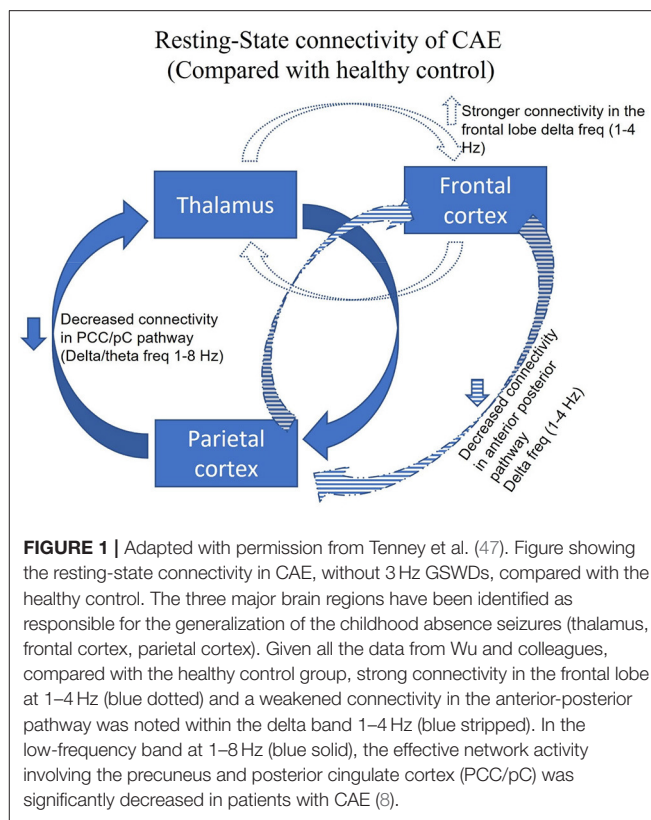 Resting-State connectivity of CAE
(Compared with healthy control)
Stronger connectivity in the
frontal lobe delta freq (1-4
Hz)
Thalamus
Frontal
cortex
Decreased connectivity
in PCC/pC pathway
(Delta/theta freq 1-8 Hz)
Decreased connectivity
in anterior posterior
pathway
Delta freq (1-4 Hz)
Parietal
cortex
FIGURE 1 | Adapted with permission from Tenney et al. (47). Figure showing
the resting-state connectivity in CAE, without 3 Hz GSWDs, compared with the
healthy control. The three major brain regions have been identified as
responsible for the generalization of the childhood absence seizures (thalamus,
frontal cortex, parietal cortex). Given all the data from Wu and colleagues,
compared with the healthy control group, strong connectivity in the frontal lobe
at 1–4 Hz (blue dotted) and a weakened connectivity in the anterior-posterior
pathway was noted within the delta band 1–4 Hz (blue stripped). In the
low-frequency band at 1–8 Hz (blue solid), the effective network activity
involving the precuneus and posterior cingulate cortex (PCC/pC) was
significantly decreased in patients with CAE (8).